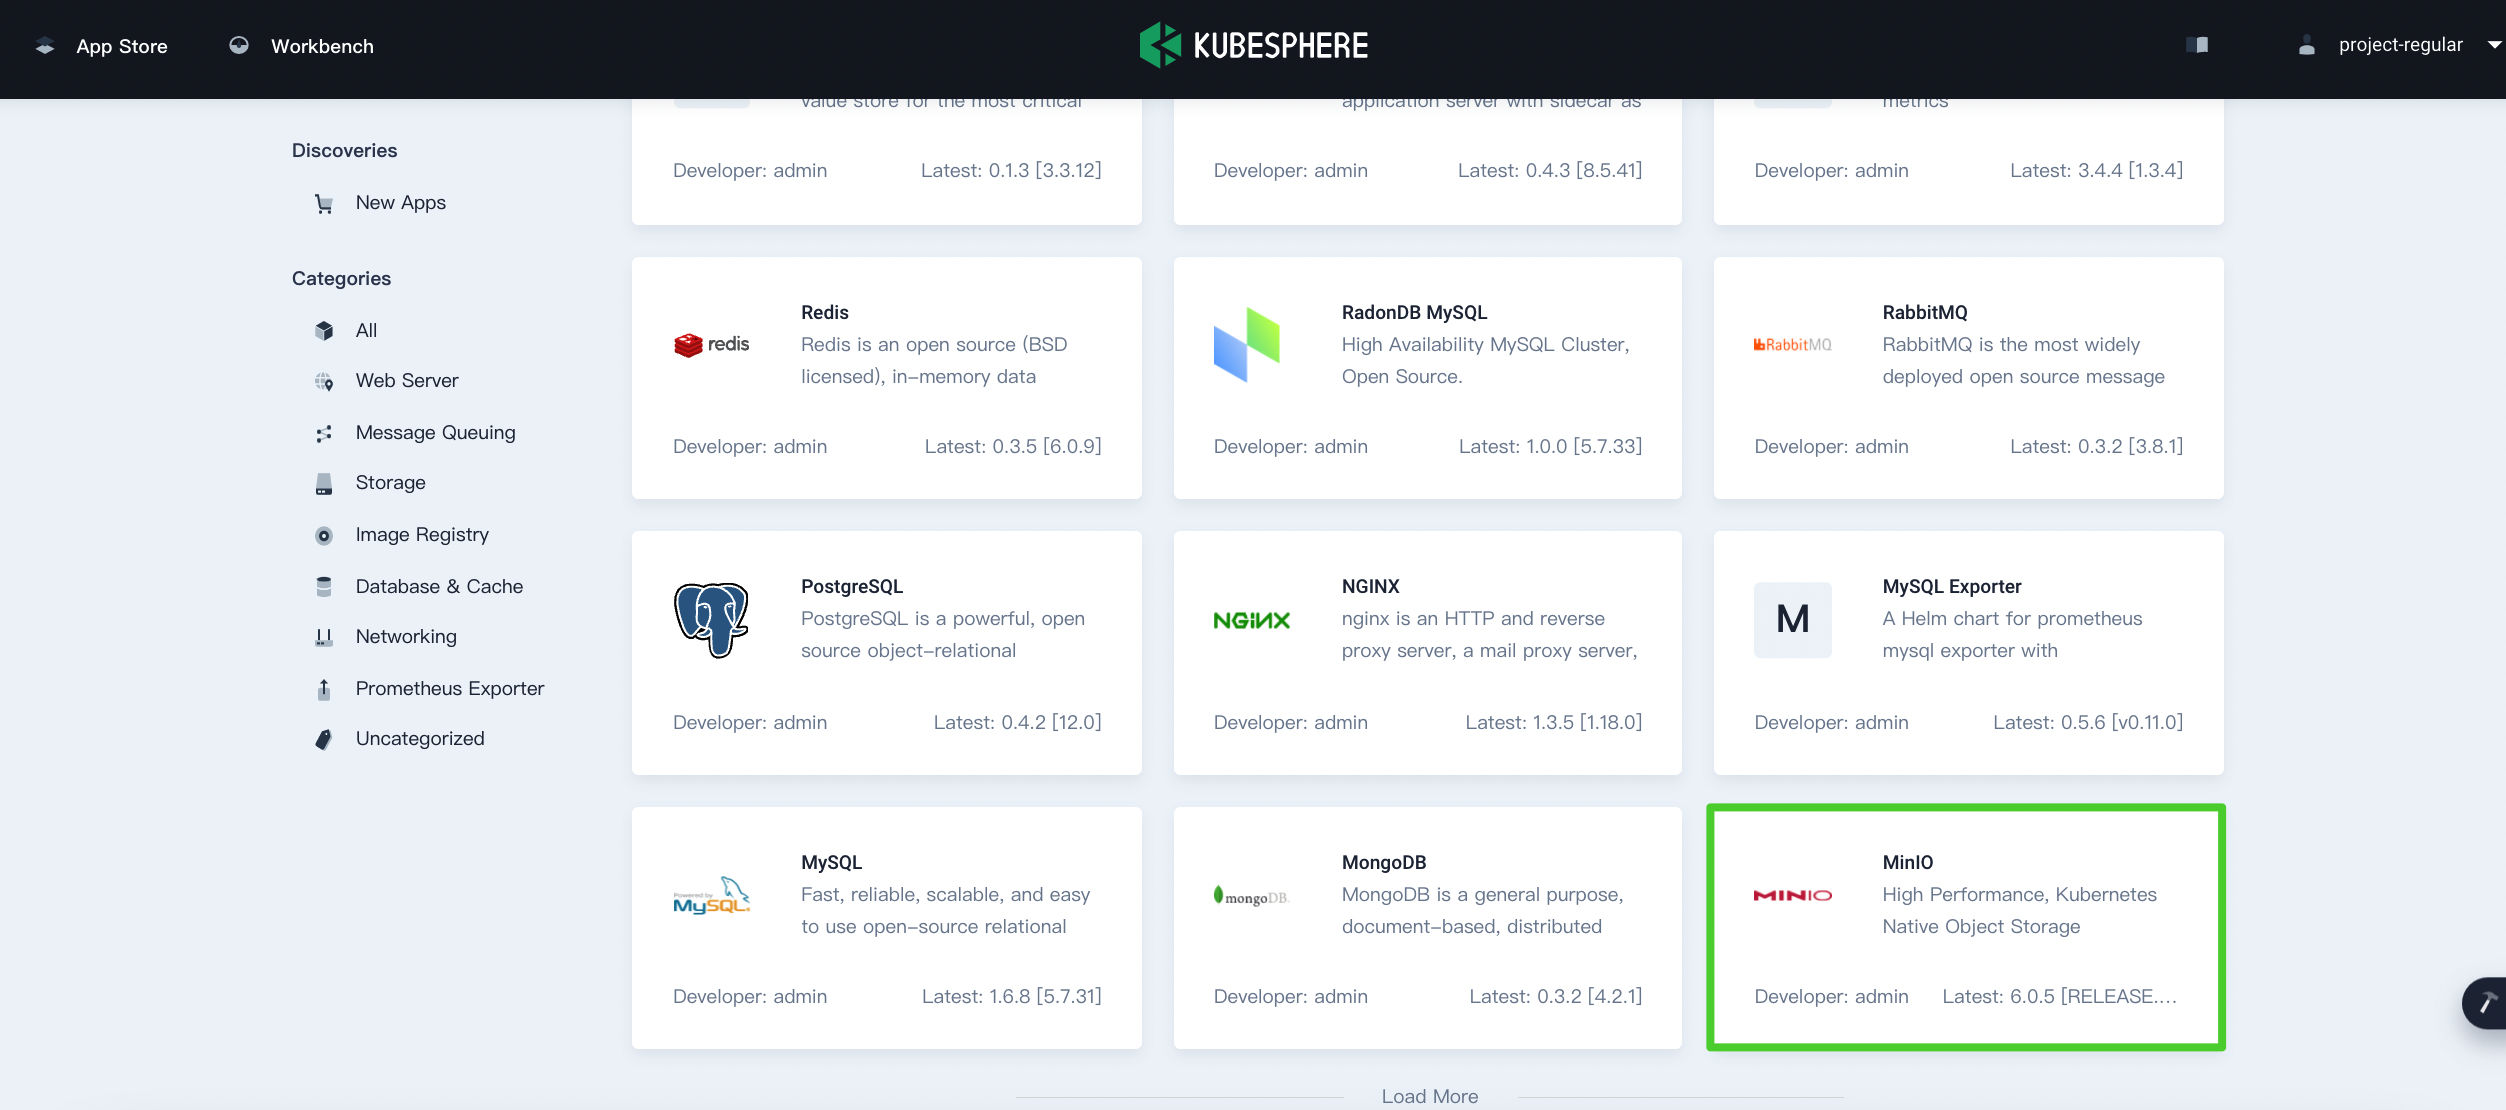 App Store
Workbench
KUBESPHERE
project-regular
Discoveries
New Apps
Categories
All
Web Server
Message Queuing
Storage
Image Registry
Database & Cache
Networking
Prometheus Exporter
Uncategorized
value store for the most critical
Developer: admin
Latest: 0.1.3 [3.3.12]
application server with sidecar as
Developer: admin
Latest: 0.4.3 [8.5.41]
metrics
Developer: admin
Latest: 3.4.4 [1.3.4]
redis
Redis
Redis is an open source (BSD
licensed), in-memory data
Developer: admin
Latest: 0.3.5 [6.0.9]
RadonDB MySQL
High Availability MySQL Cluster,
Open Source.
Developer: admin
Latest: 1.0.0 [5.7.33]
RabbitMQ
RabbitMQ
RabbitMQ is the most widely
deployed open source message
Developer: admin
Latest: 0.3.2 [3.8.1]
PostgreSQL
PostgreSQL is a powerful, open
source object-relational
Developer: admin
Latest: 0.4.2 [12.0]
NGINX
NGINX
nginx is an HTTP and reverse
proxy server, a mail proxy server,
Developer: admin
Latest: 1.3.5 [1.18.0]
M
MySQL Exporter
A Helm chart for prometheus
mysql exporter with
Developer: admin
Latest: 0.5.6 [v0.11.0]
Powered by
MySQL
MySQL
Fast, reliable, scalable, and easy
to use open-source relational
Developer: admin
Latest: 1.6.8 [5.7.31]
mongoDB
MongoDB
MongoDB is a general purpose,
document-based, distributed
Developer: admin
Latest: 0.3.2 [4.2.1]
MINIO
MinIO
High Performance, Kubernetes
Native Object Storage
Developer: admin
Latest: 6.0.5 [RELEASE....
Load More